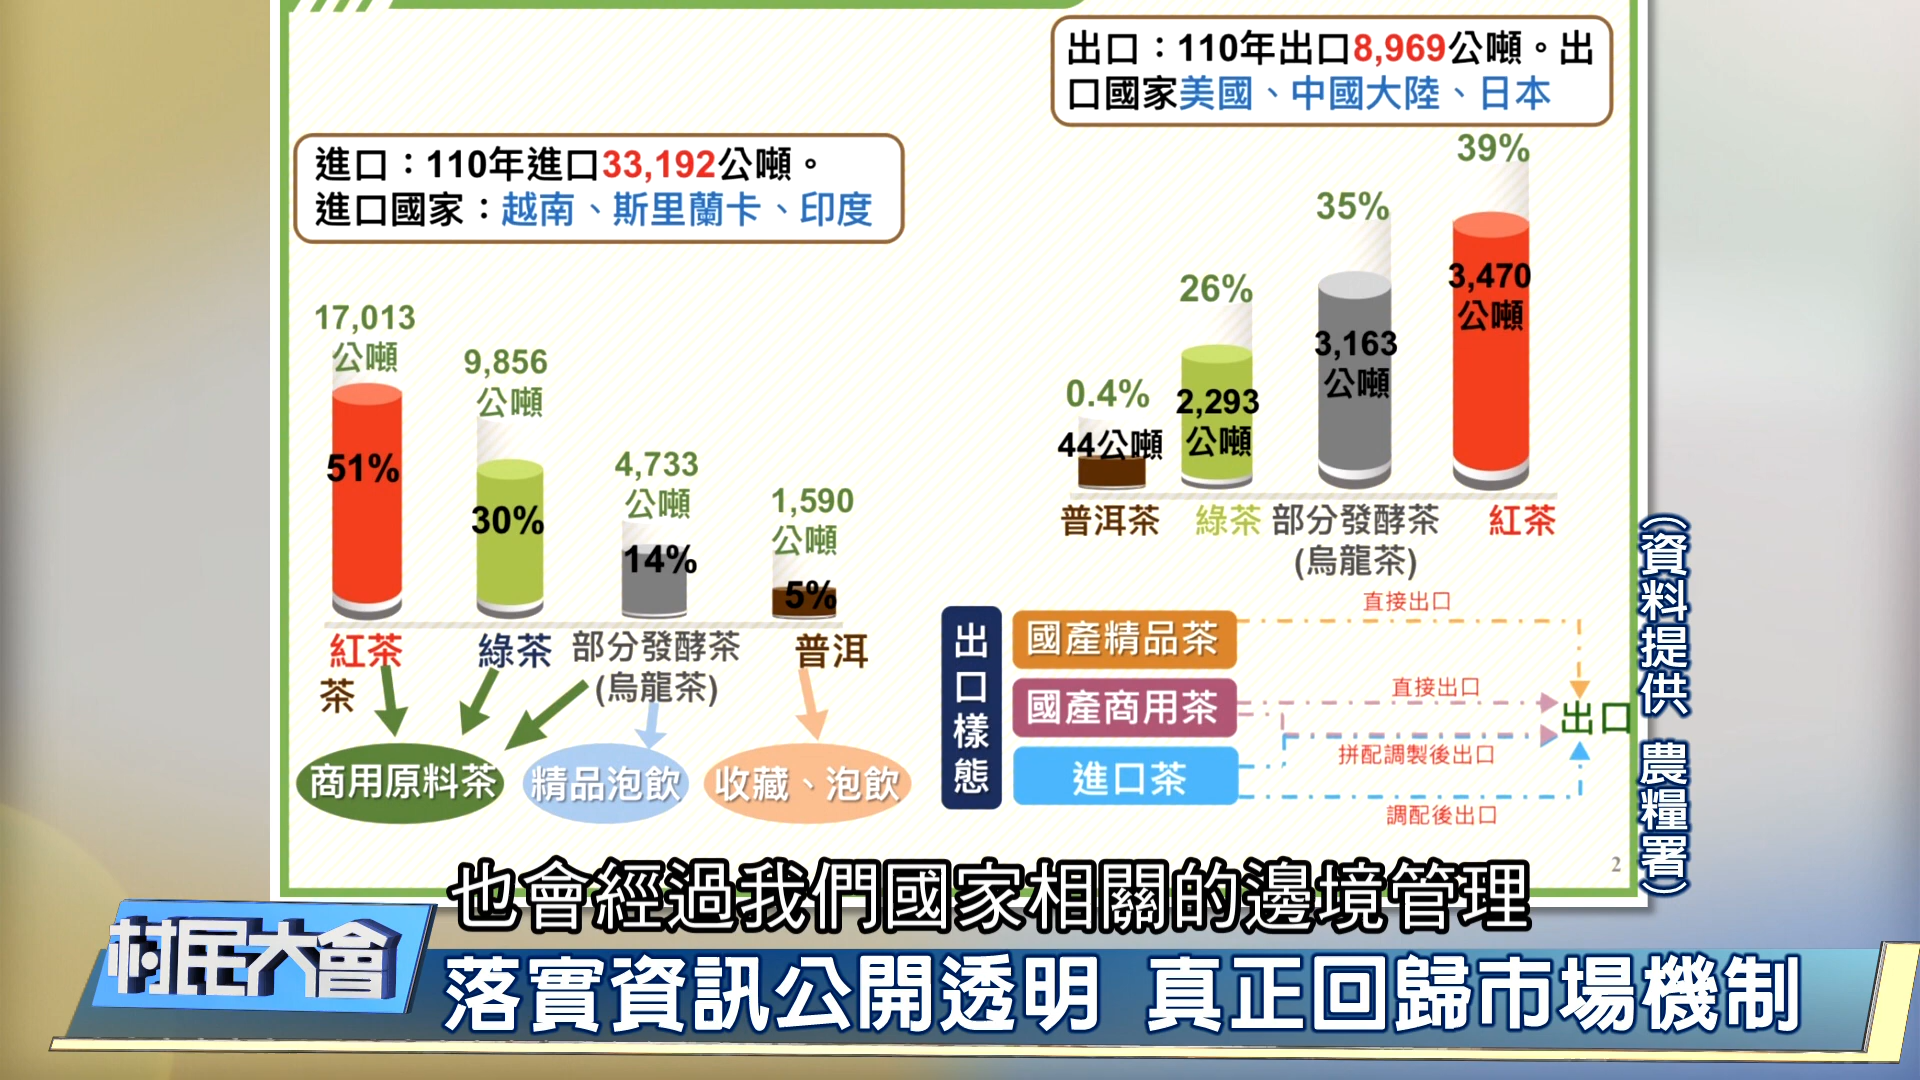 出口：110年出口8,969公噸。出
口國家美國、中國大陸、日本
進口：110年進口33,192公噸。
進口國家：越南、斯里蘭卡、印度
17,013
公噸
51%
9,856
公噸
30%
4,733
公噸
14%
1,590
公噸
5%
紅茶
綠茶
部分發酵茶
(烏龍茶)
普洱
茶
商用原料茶
精品泡飲
收藏、泡飲
0.4%
44公噸
26%
2,293
公噸
35%
3,163
公噸
39%
3,470
公噸
普洱茶
綠茶
部分發酵茶
(烏龍茶)
紅茶
出口樣態
國產精品茶
國產商用茶
進口茶
直接出口
直接出口
拼配調製後出口
調配後出口
出口
2
（資料提供 農糧署）
也會經過我們國家相關的邊境管理
村民大會
落實資訊公開透明 真正回歸市場機制